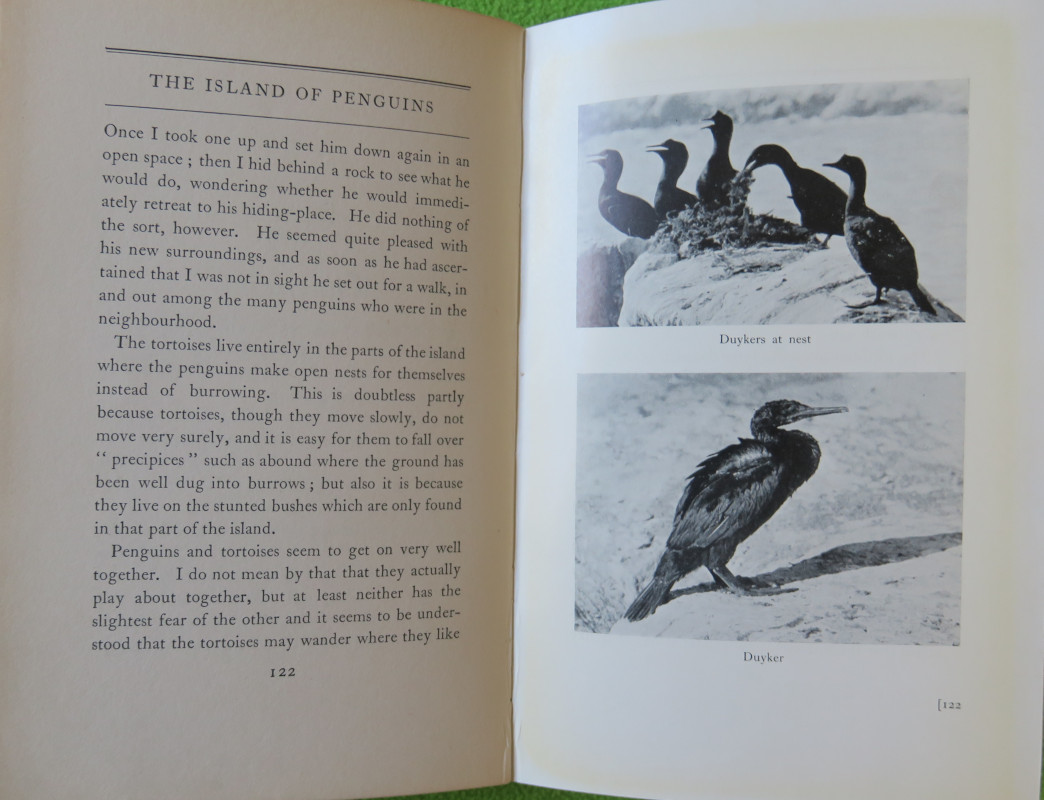 THE ISLAND OF PENGUINS
Once I took one up and set him down again in an
open space ; then I hid behind a rock to see what he
would do, wondering whether he would immedi-
ately retreat to his hiding-place. He did nothing of
the sort, however. He seemed quite pleased with
his new surroundings, and as soon as he had ascer-
tained that I was not in sight he set out for a walk, in
and out among the many penguins who were in the
neighbourhood.
The tortoises live entirely in the parts of the island
where the penguins make open nests for themselves
instead of burrowing. This is doubtless partly
because tortoises, though they move slowly, do not
move very surely, and it is easy for them to fall over
“ precipices ” such as abound where the ground has
been well dug into burrows ; but also it is because
they live on the stunted bushes which are only found
in that part of the island.
Penguins and tortoises seem to get on very well
together. I do not mean by that that they actually
play about together, but at least neither has the
slightest fear of the other and it seems to be under-
stood that the tortoises may wander where they like
122
Duykers at nest
Duyker
[122